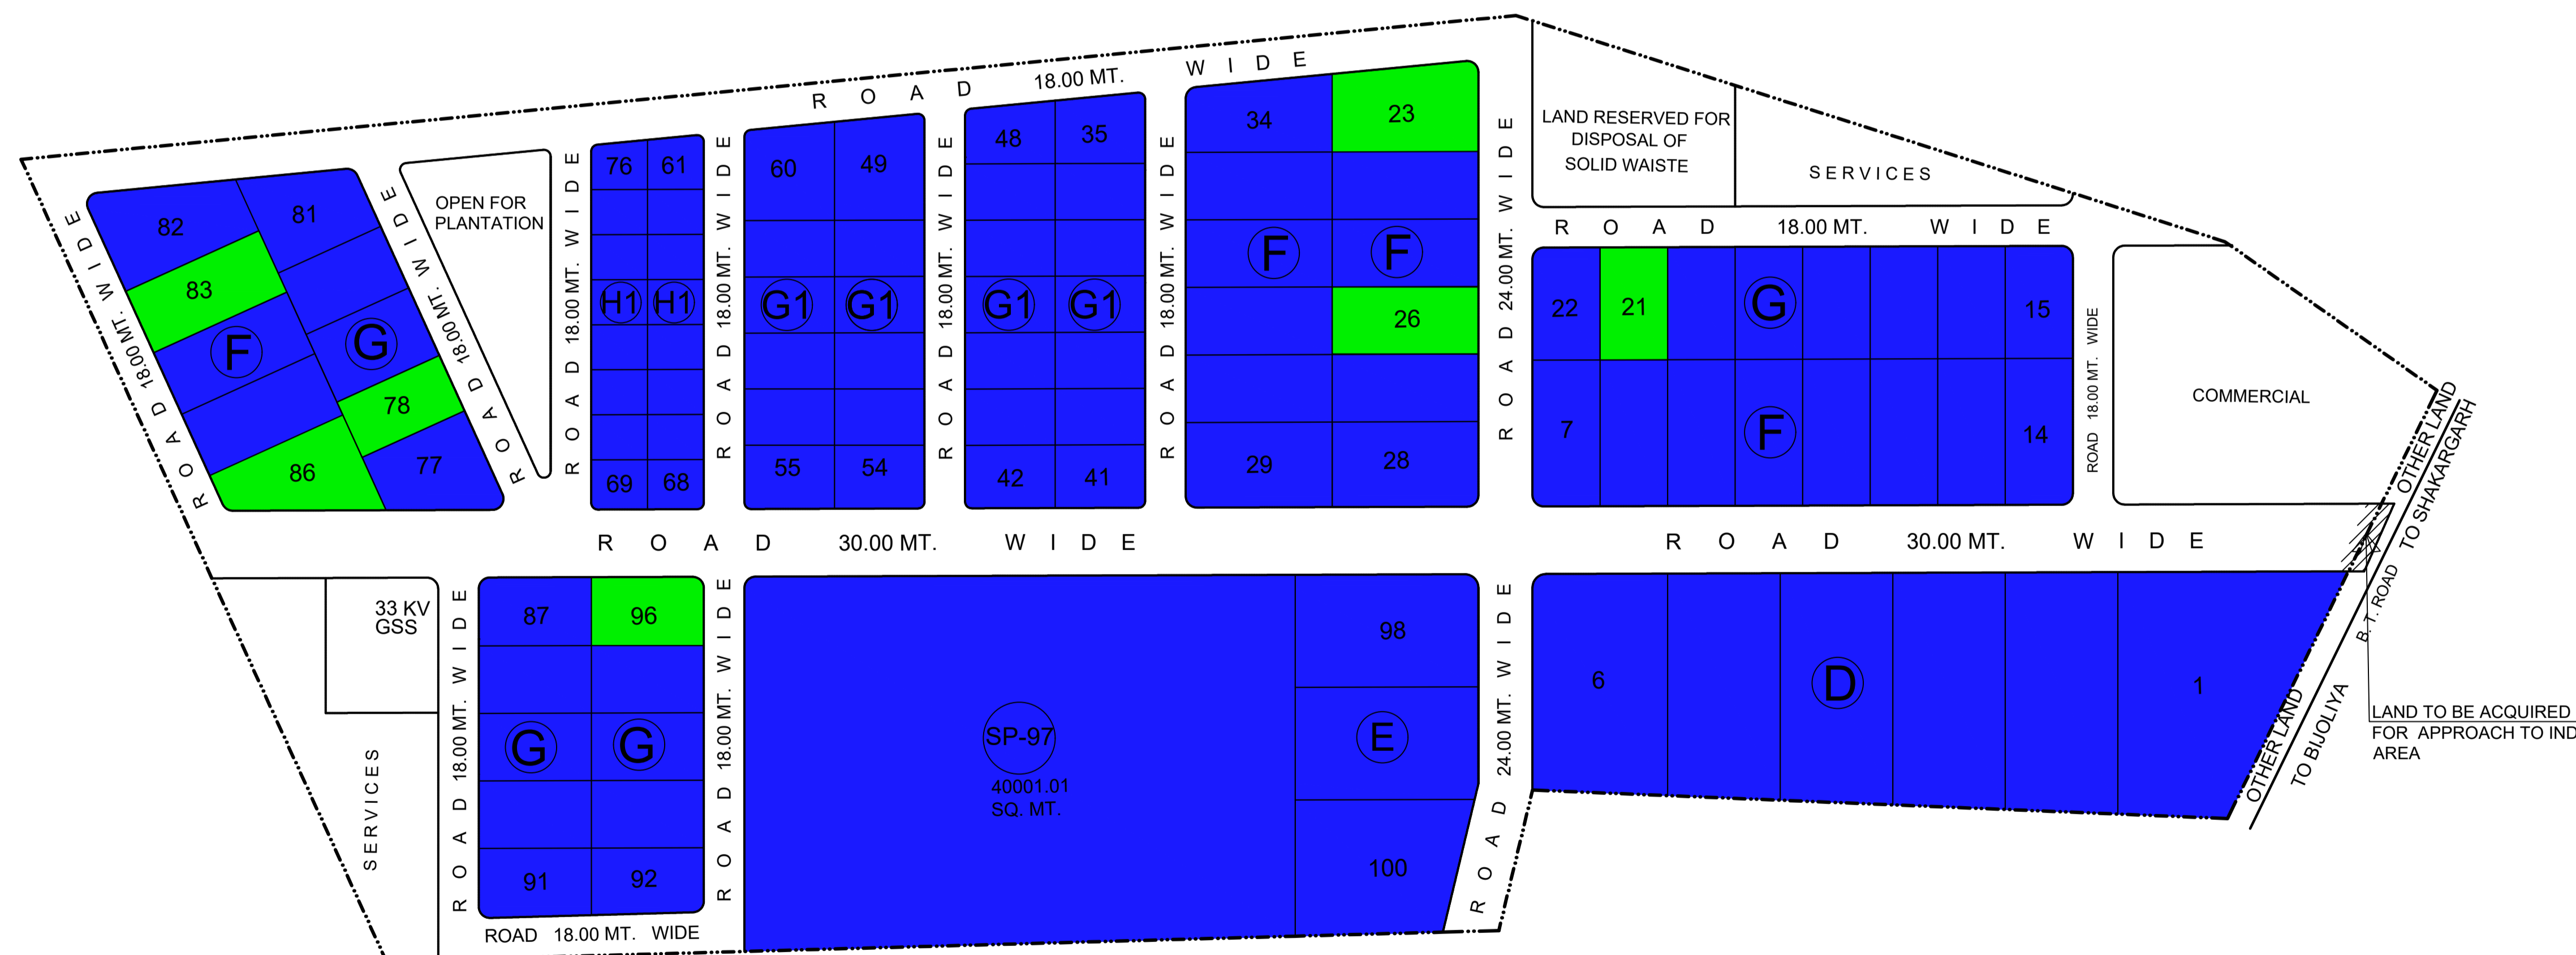 ROAD 18.00 MT. WIDE
LAND RESERVED FOR
DISPOSAL OF
SOLID WAISTE
SERVICES
ROAD 18.00 MT. WIDE
OPEN FOR
PLANTATION
82
81
83
F
G
78
86
77
ROAD 18.00 MT. WIDE
ROAD 18.00 MT. WIDE
ROAD 18.00 MT. WIDE
76
61
H1
H1
69
68
ROAD 18.00 MT. WIDE
60
49
G1
G1
55
54
ROAD 18.00 MT. WIDE
48
35
G1
G1
42
41
ROAD 18.00 MT. WIDE
34
23
F
F
26
29
28
ROAD 24.00 MT. WIDE
22
21
G
15
7
F
14
ROAD 18.00 MT. WIDE
COMMERCIAL
OTHER LAND
TO SHAKARGARH
B. T. ROAD
ROAD 30.00 MT. WIDE
ROAD 30.00 MT. WIDE
33 KV
GSS
SERVICES
ROAD 18.00 MT. WIDE
87
96
G
G
91
92
ROAD 18.00 MT. WIDE
ROAD 18.00 MT. WIDE
SP-97
40001.01
SQ. MT.
98
E
100
ROAD 24.00 MT. WIDE
6
D
1
OTHER LAND
TO BIJOLIYA
LAND TO BE ACQUIRED
FOR APPROACH TO IND
AREA